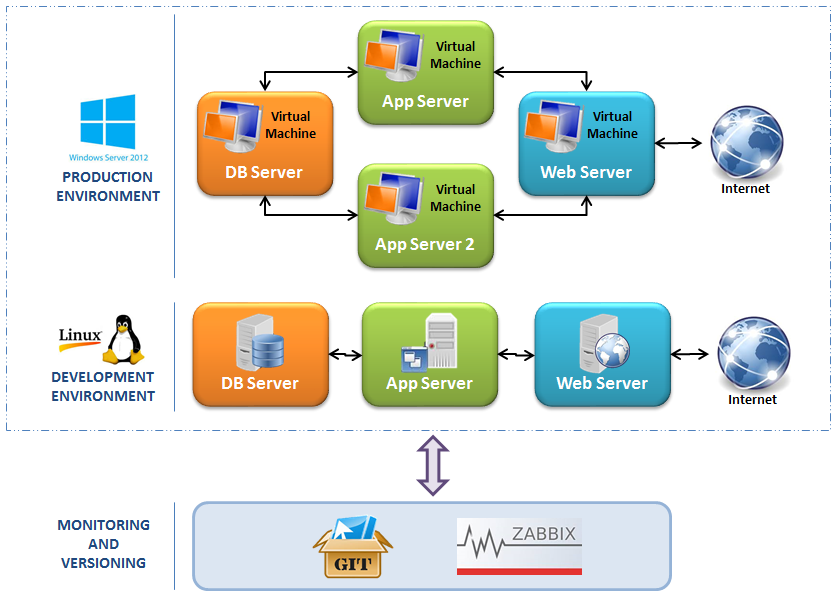 Windows Server 2012
PRODUCTION
ENVIRONMENT
Virtual
Machine
App Server
Virtual
Machine
DB Server
Virtual
Machine
Web Server
Internet
Virtual
Machine
App Server 2
Linux
DEVELOPMENT
ENVIRONMENT
DB Server
App Server
Web Server
Internet
MONITORING
AND
VERSIONING
GIT
ZABBIX